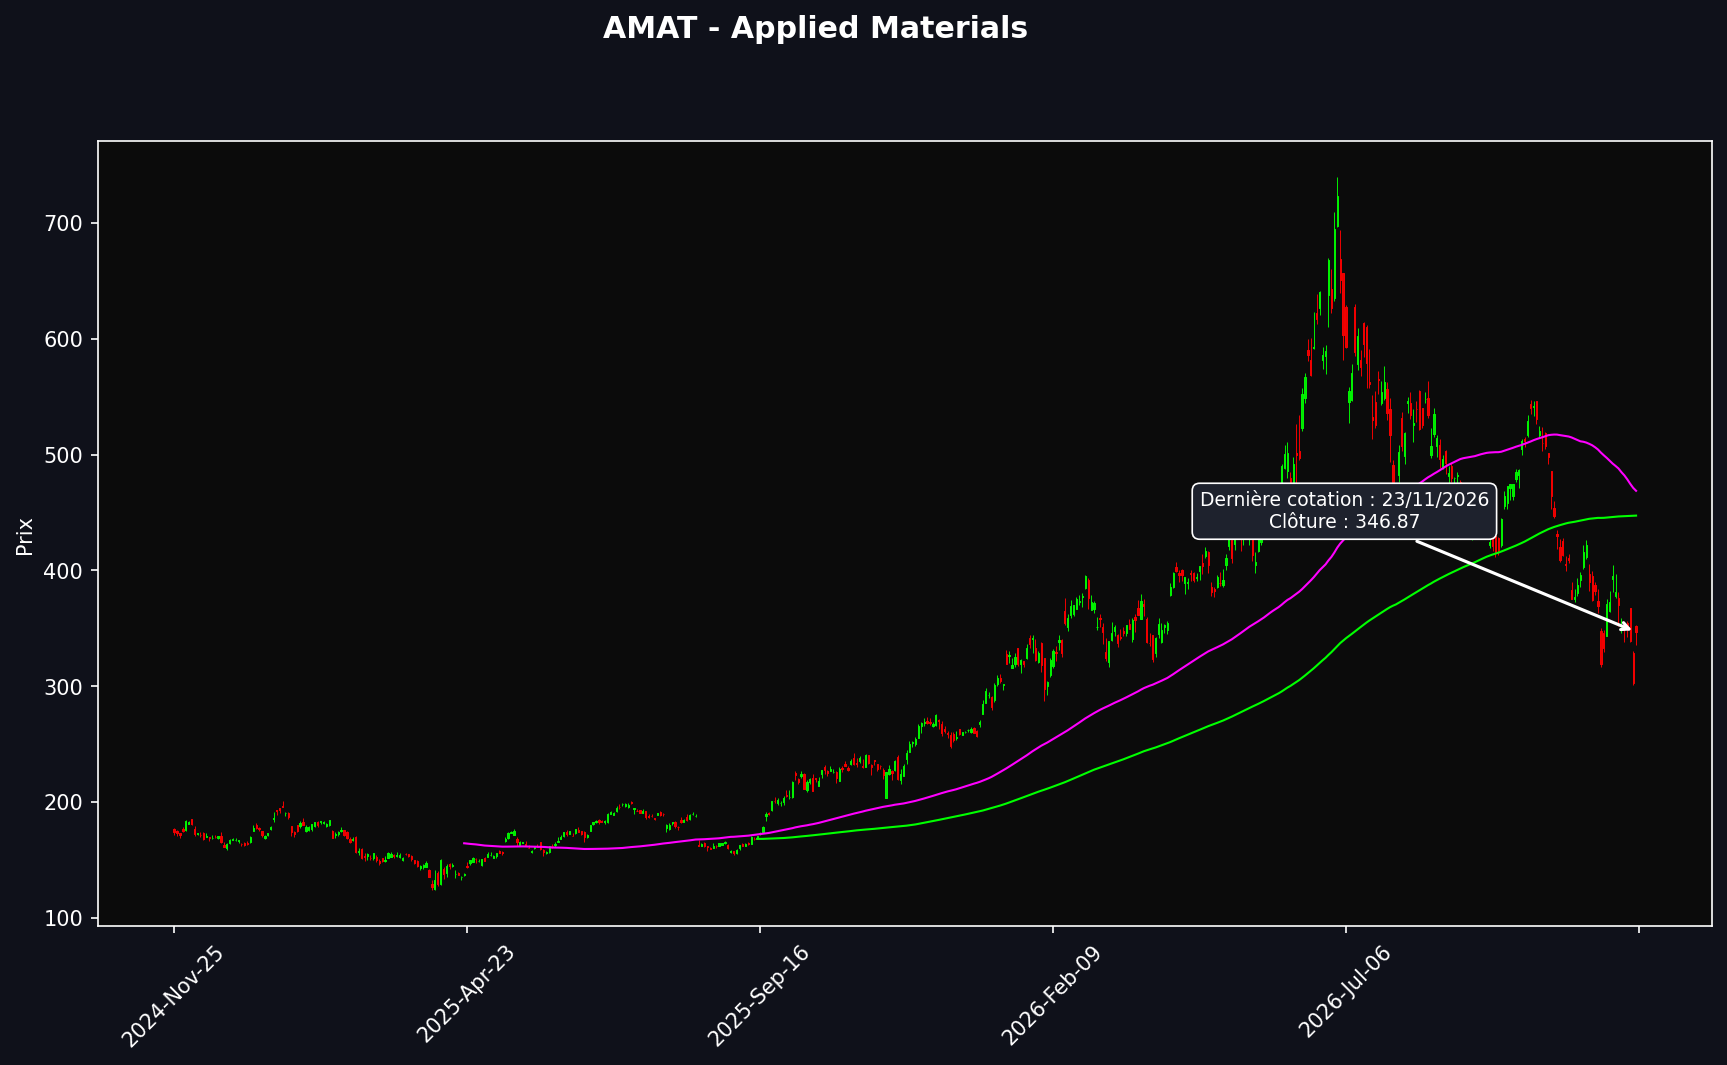 AMAT - Applied Materials
Prix
700
600
500
400
300
200
100
Dernière cotation : 23/11/2026
Clôture : 346.87
2024-Nov-25
2025-Apr-23
2025-Sep-16
2026-Feb-09
2026-Jul-06